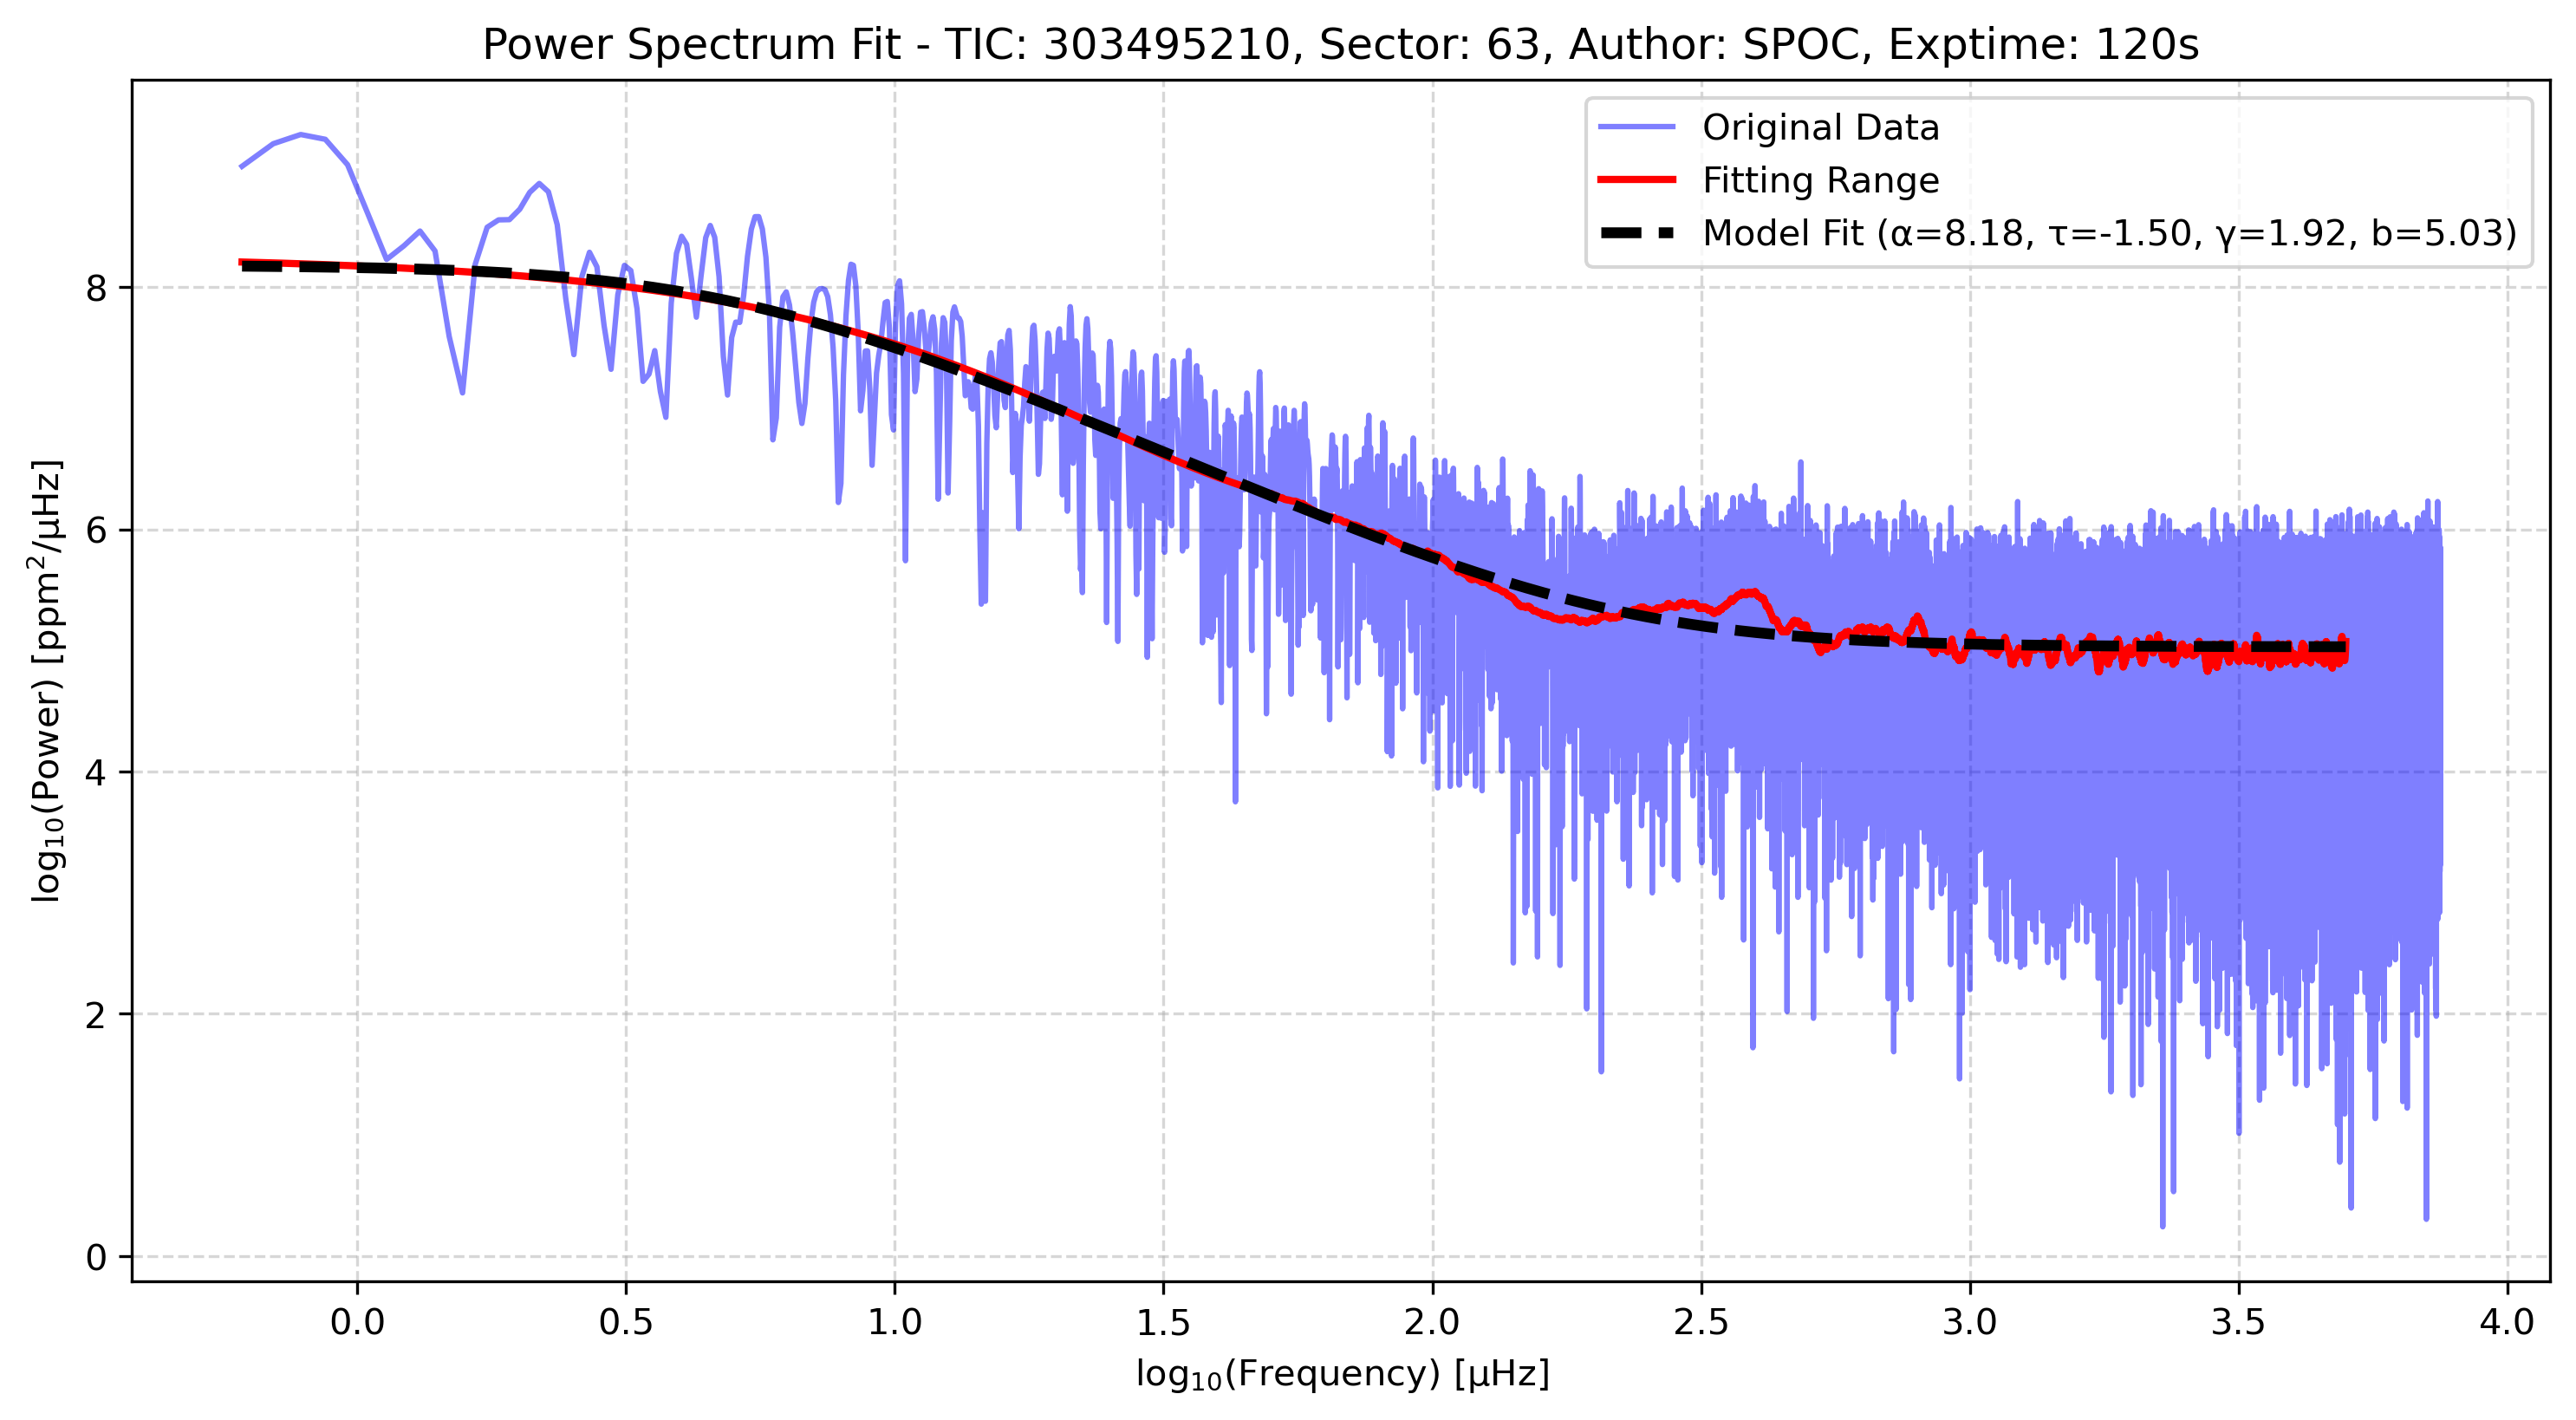 Power Spectrum Fit - TIC: 303495210, Sector: 63, Author: SPOC, Exptime: 120s
Original Data
Fitting Range
Model Fit (α=8.18, τ=-1.50, γ=1.92, b=5.03)
log₁₀(Power) [ppm²/μHz]
8
6
4
2
0
0.0 0.5 1.0 1.5 2.0 2.5 3.0 3.5 4.0
log₁₀(Frequency) [μHz]